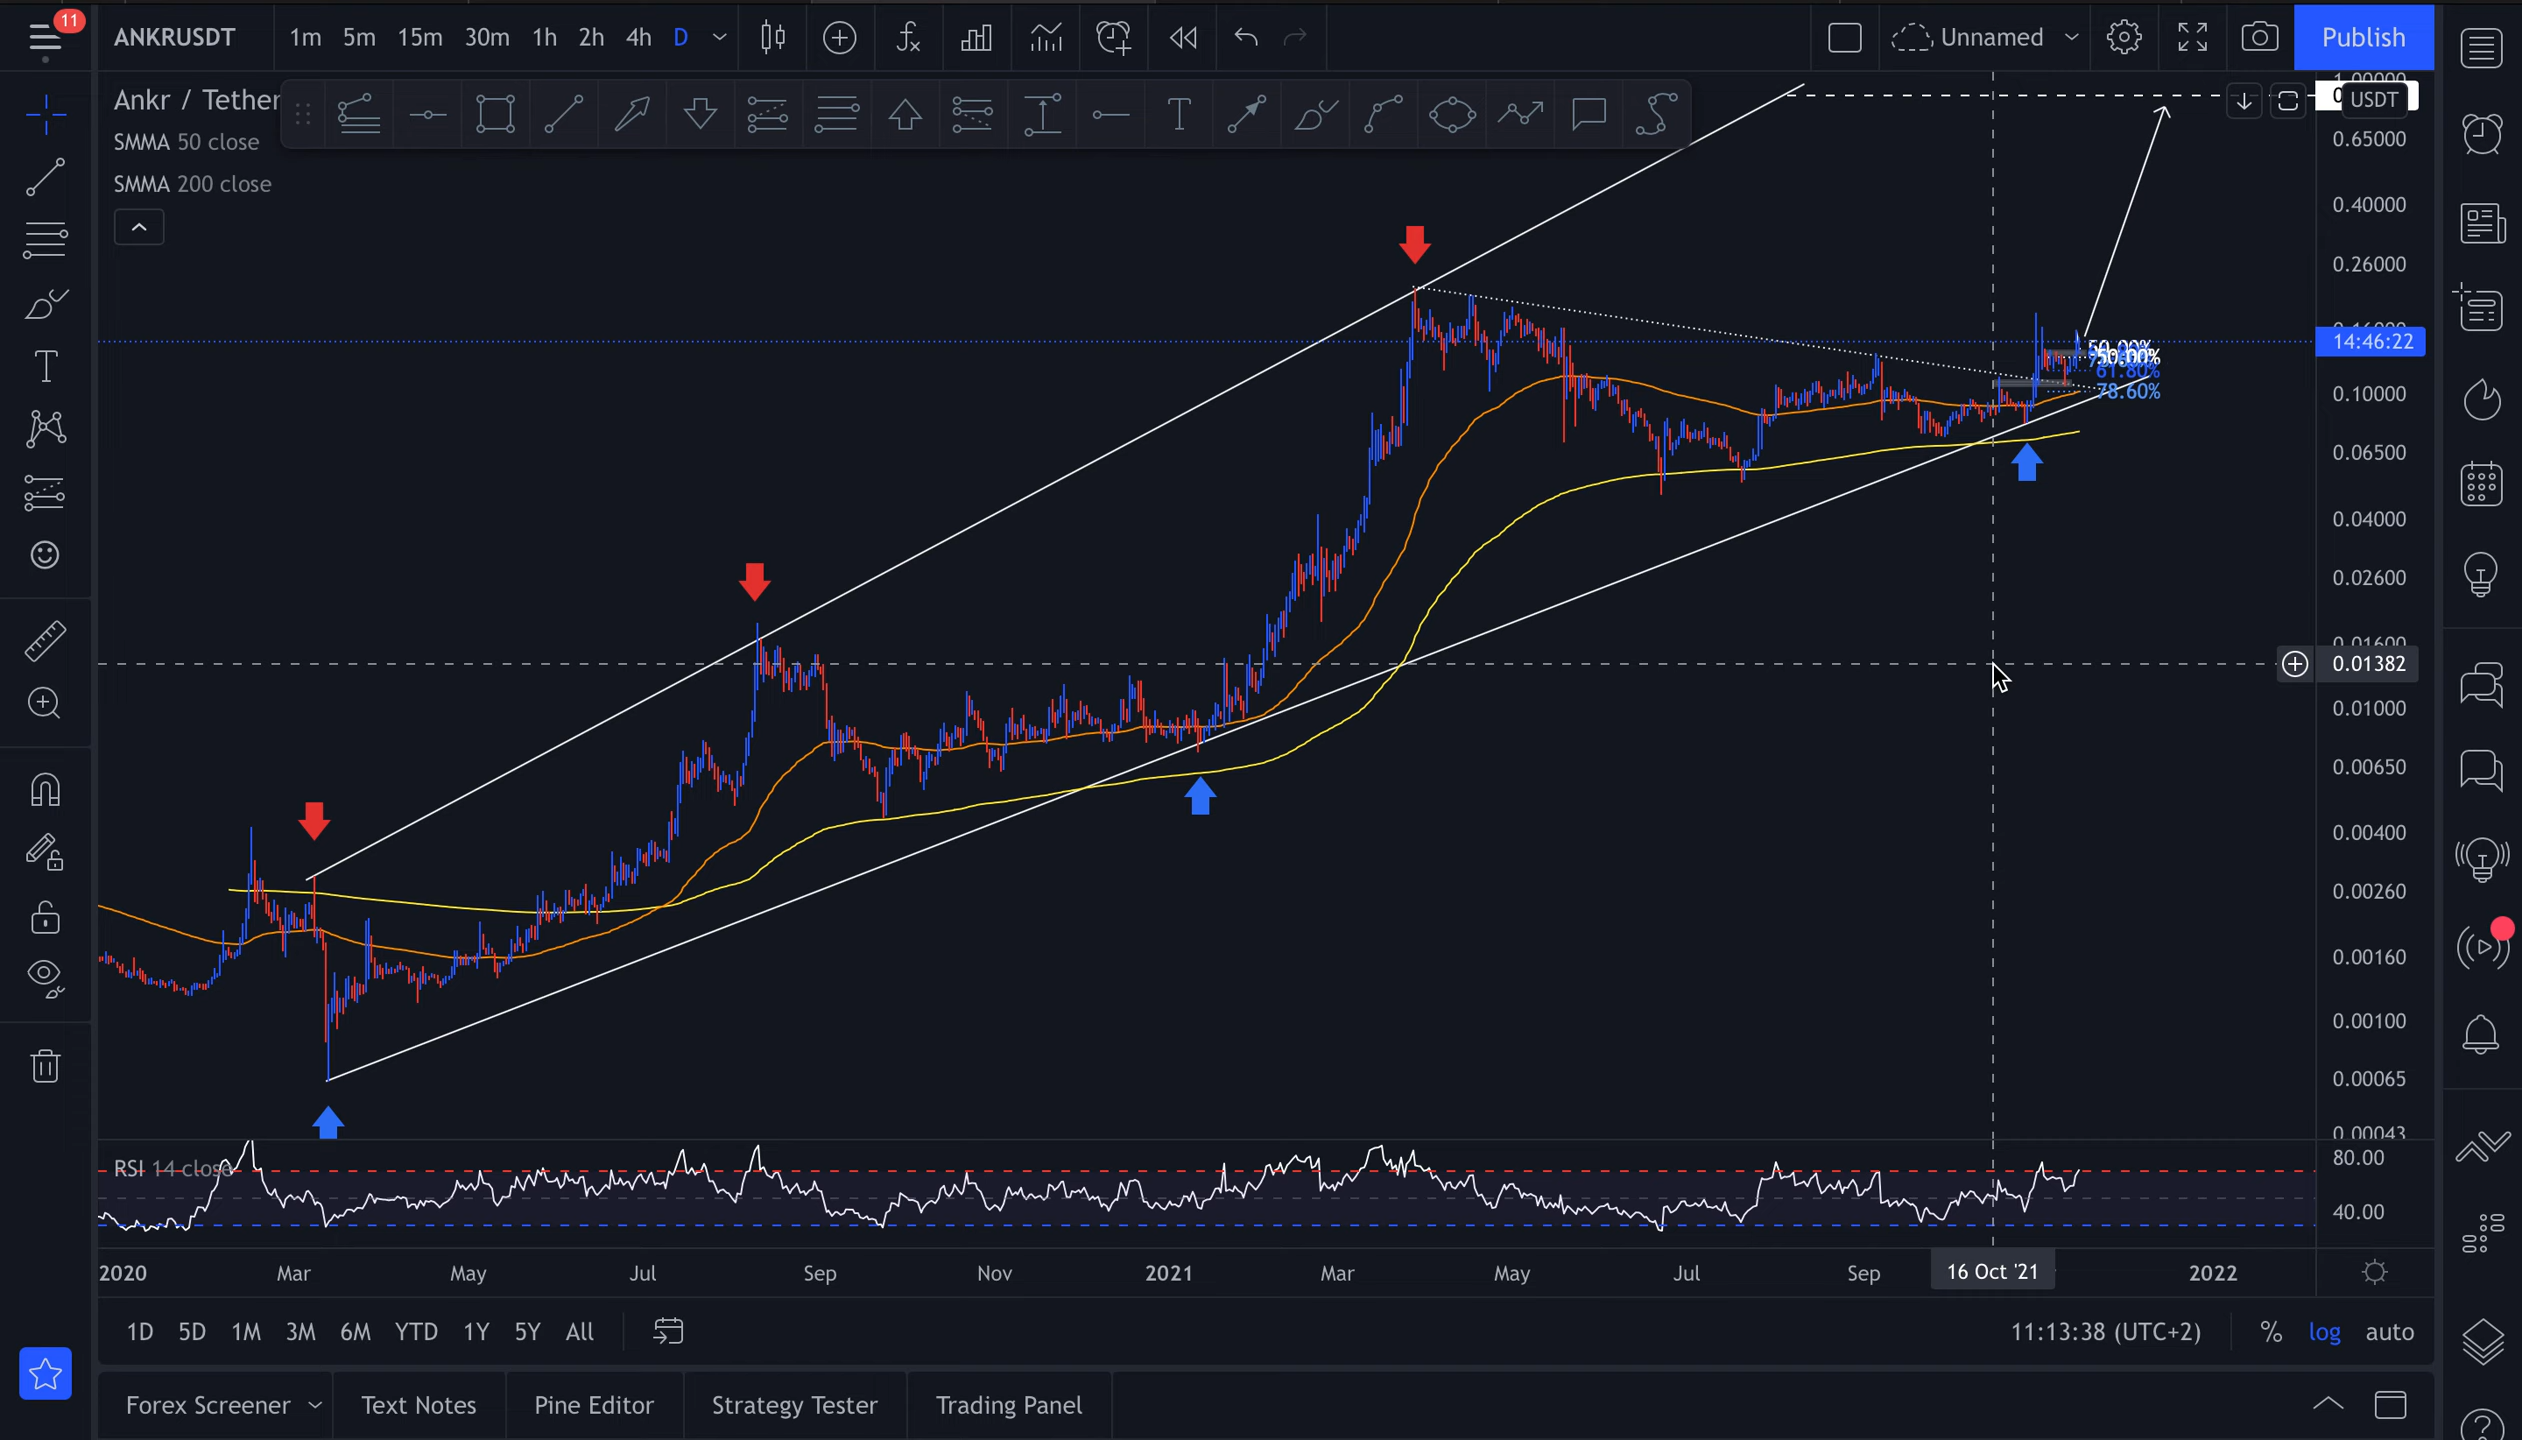 11
ANKRUSDT 1m 5m 15m 30m 1h 2h 4h D Unnamed Publish
Ankr / Tether
SMMA 50 close
SMMA 200 close
USDT
0.65000
0.40000
0.26000
14:46:22
50.00%
61.80%
78.60%
0.10000
0.06500
0.04000
0.02600
0.01600
0.01382
0.01000
0.00650
0.00400
0.00260
0.00160
0.00100
0.00065
0.00043
RSI 14 close
80.00
40.00
2020 Mar May Jul Sep Nov 2021 Mar May Jul Sep 16 Oct '21 2022
1D 5D 1M 3M 6M YTD 1Y 5Y All 11:13:38 (UTC+2) % log auto
Forex Screener Text Notes Pine Editor Strategy Tester Trading Panel